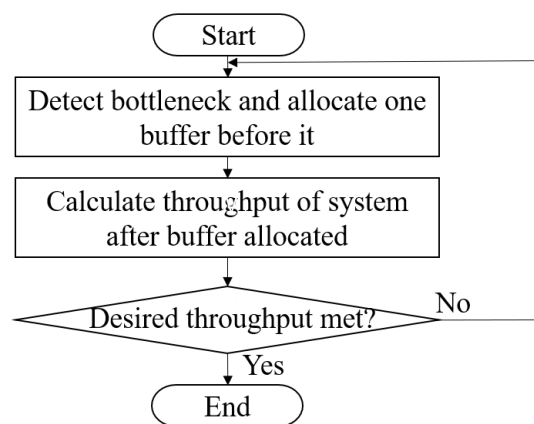 Start
Detect bottleneck and allocate one
buffer before it
Calculate throughput of system
after buffer allocated
Desired throughput met?
No
Yes
End